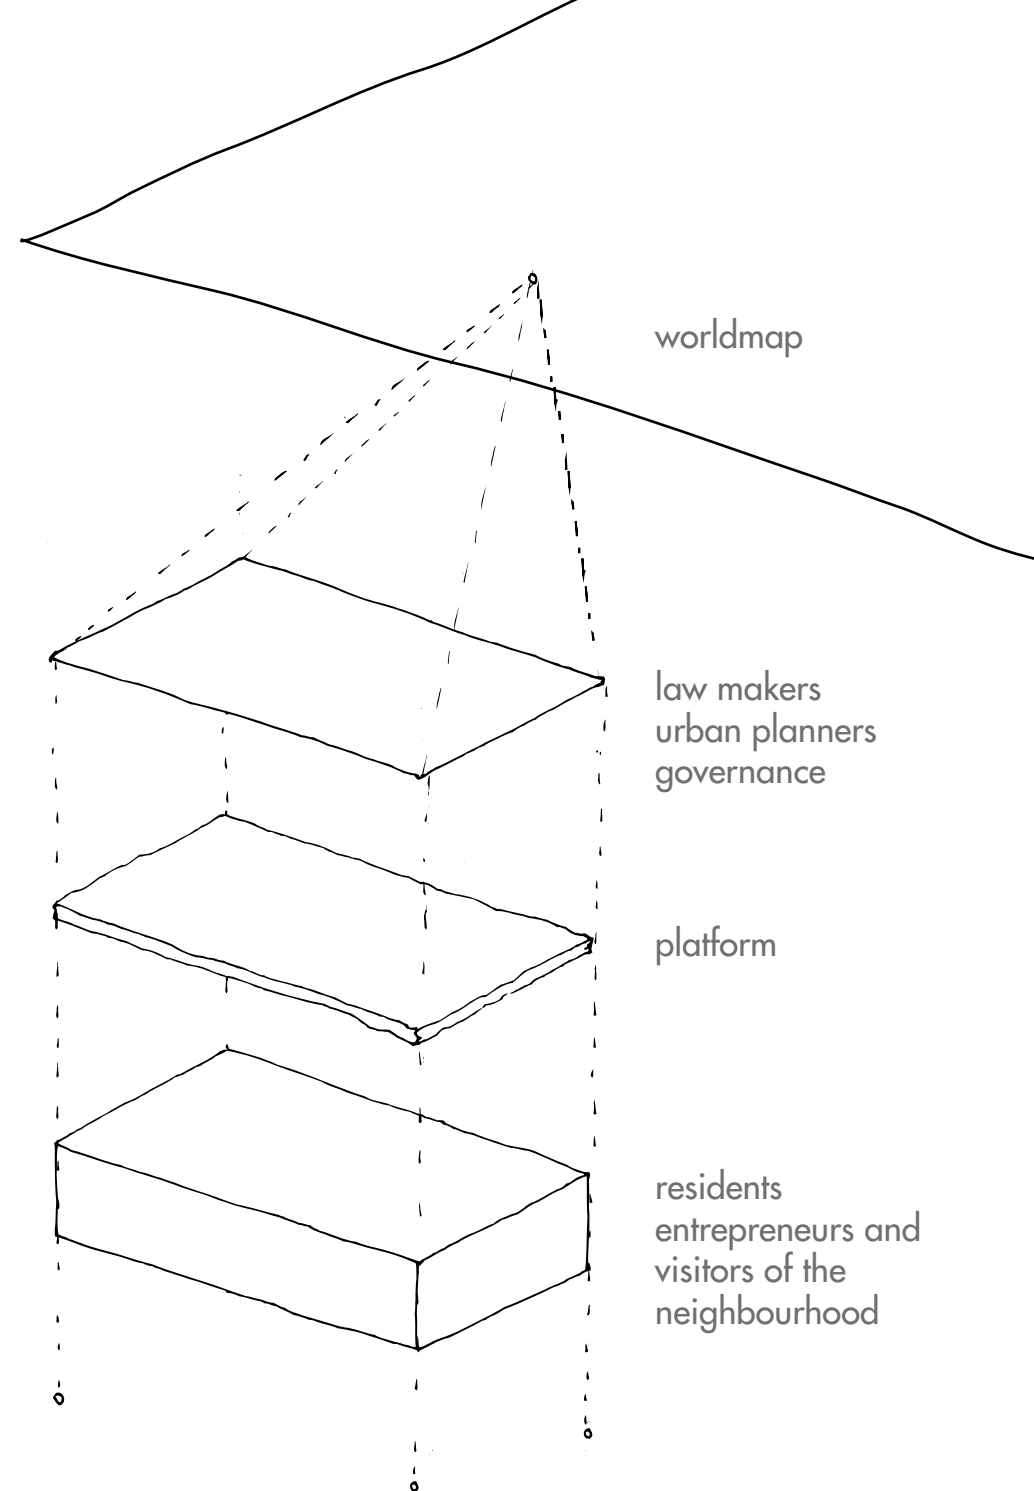 worldmap
law makers
urban planners
governance
platform
residents
entrepreneurs and
visitors of the
neighbourhood